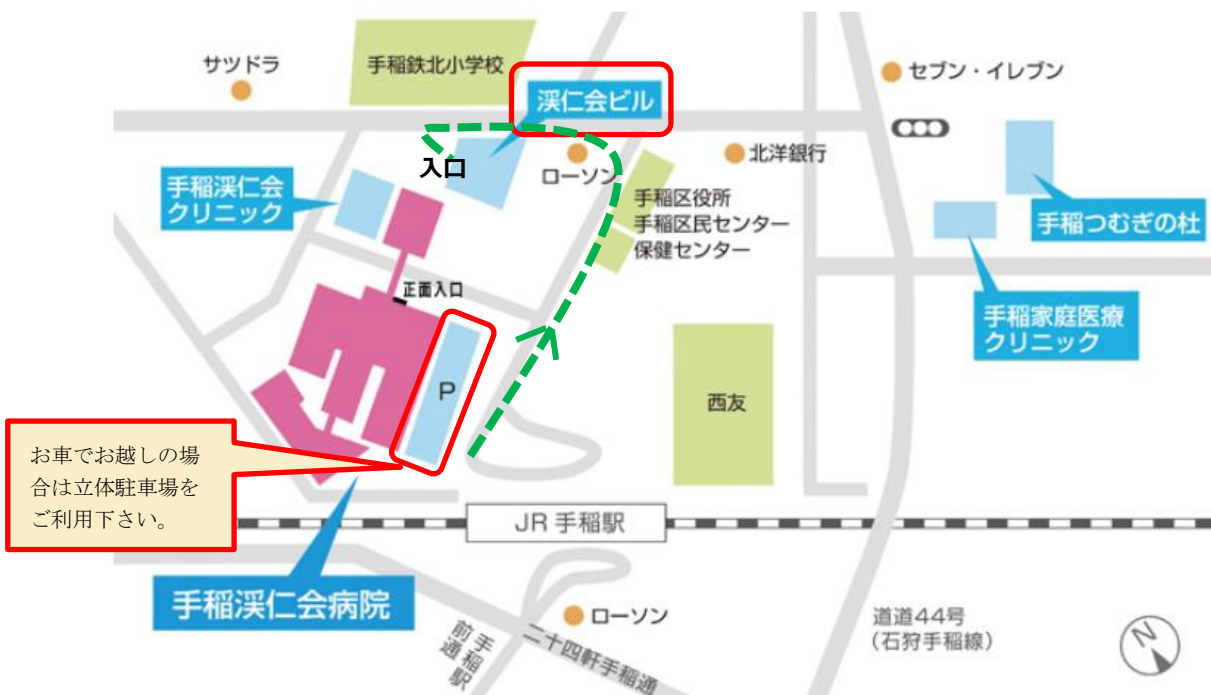 サツドラ
手稲鉄北小学校
渓仁会ビル
セブン・イレブン
入口
ローソン
北洋銀行
手稲渓仁会
クリニック
手稲区役所
手稲区民センター
保健センター
手稲つむぎの杜
正面入口
手稲家庭医療
クリニック
P
西友
お車でお越しの場
合は立体駐車場を
ご利用下さい。
JR 手稲駅
手稲渓仁会病院
ローソン
手稲駅
前通
二十四軒手稲通
道道44号
(石狩手稲線)
N